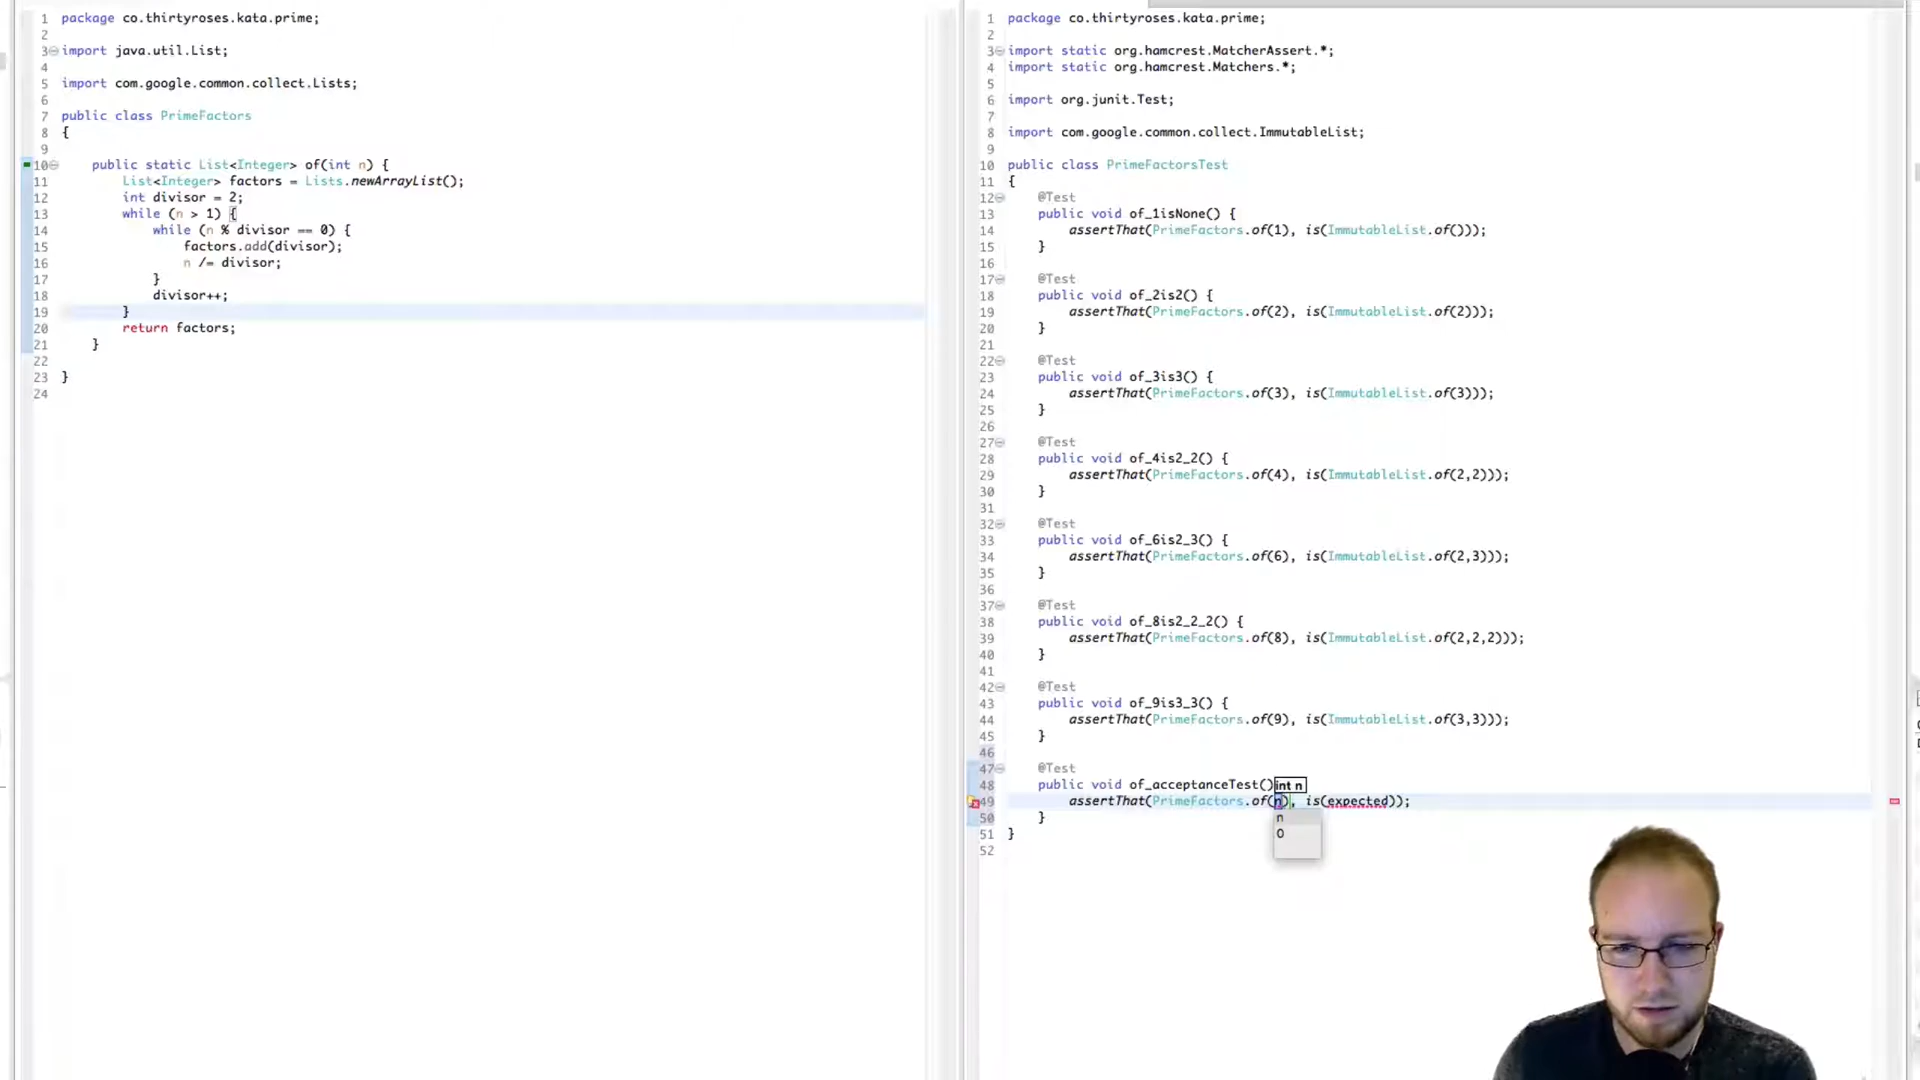 1 package co.thirtyroses.kata.prime;
2
3 import java.util.List;
4
5 import com.google.common.collect.Lists;
6
7 public class PrimeFactors
8 {
9
10 public static List<Integer> of(int n) {
11 List<Integer> factors = Lists.newArrayList();
12 int divisor = 2;
13 while (n > 1) {
14 while (n % divisor == 0) {
15 factors.add(divisor);
16 n /= divisor;
17 }
18 divisor++;
19 }
20 return factors;
21 }
22
23 }
24
1 package co.thirtyroses.kata.prime;
2
3 import static org.hamcrest.MatcherAssert.*;
4 import static org.hamcrest.Matchers.*;
5
6 import org.junit.Test;
7
8 import com.google.common.collect.ImmutableList;
9
10 public class PrimeFactorsTest
11 {
12 @Test
13 public void of_1isNone() {
14 assertThat(PrimeFactors.of(1), is(ImmutableList.of()));
15 }
16
17 @Test
18 public void of_2is2() {
19 assertThat(PrimeFactors.of(2), is(ImmutableList.of(2)));
20 }
21
22 @Test
23 public void of_3is3() {
24 assertThat(PrimeFactors.of(3), is(ImmutableList.of(3)));
25 }
26
27 @Test
28 public void of_4is2_2() {
29 assertThat(PrimeFactors.of(4), is(ImmutableList.of(2,2)));
30 }
31
32 @Test
33 public void of_6is2_3() {
34 assertThat(PrimeFactors.of(6), is(ImmutableList.of(2,3)));
35 }
36
37 @Test
38 public void of_8is2_2_2() {
39 assertThat(PrimeFactors.of(8), is(ImmutableList.of(2,2,2)));
40 }
41
42 @Test
43 public void of_9is3_3() {
44 assertThat(PrimeFactors.of(9), is(ImmutableList.of(3,3)));
45 }
46
47 @Test
48 public void of_acceptanceTest() int n
49 assertThat(PrimeFactors.of(n), is(expected));
50 }
n
51 }
0
52